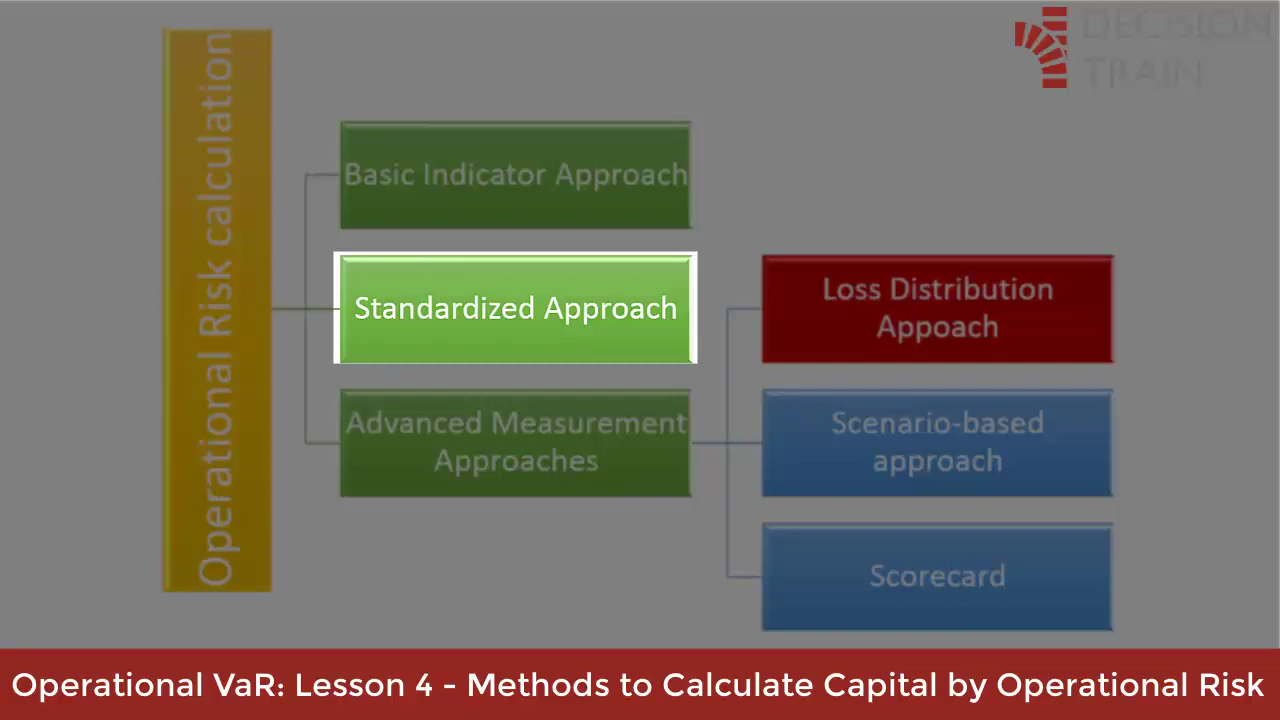 DECISION
TRAIN
Operational Risk calculation
Basic Indicator Approach
Standardized Approach
Advanced Measurement
Approaches
Loss Distribution
Appoach
Scenario-based
approach
Scorecard
Operational VaR: Lesson 4 - Methods to Calculate Capital by Operational Risk